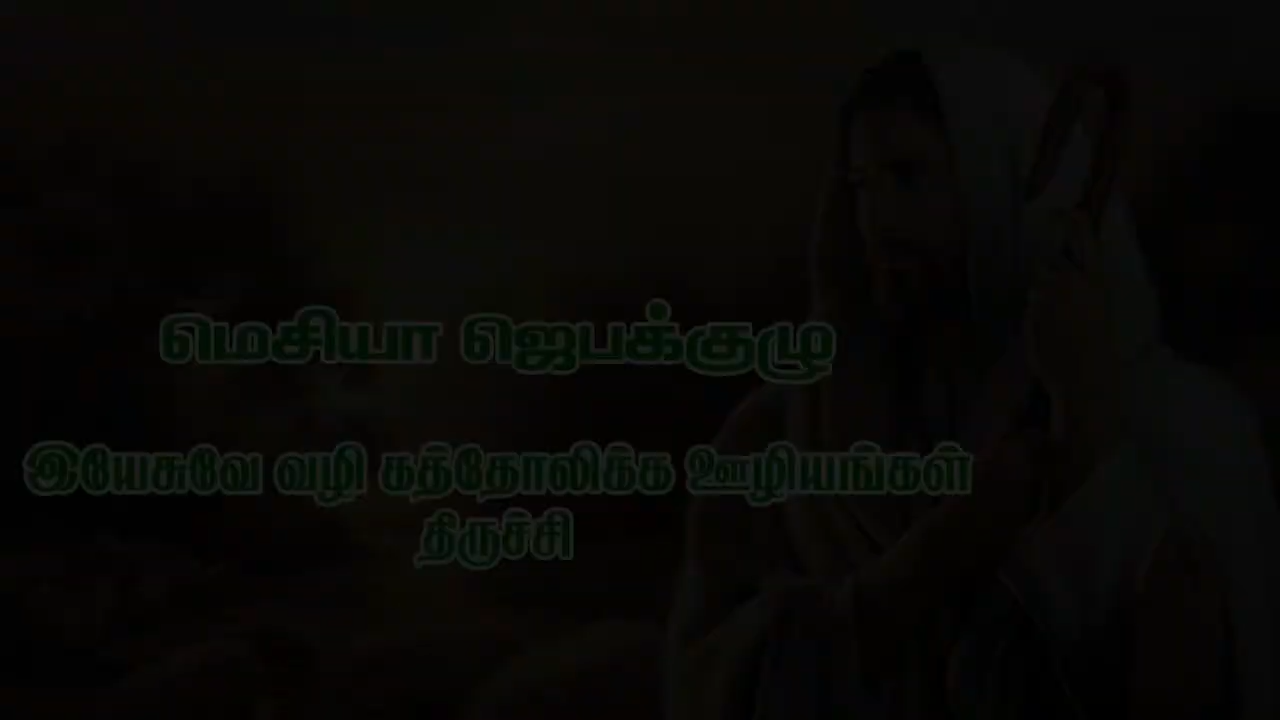 மெசியா ஜெபக்குழு
இயேசுவே வழி கத்தோலிக்க ஊழியங்கள்
திருச்சி